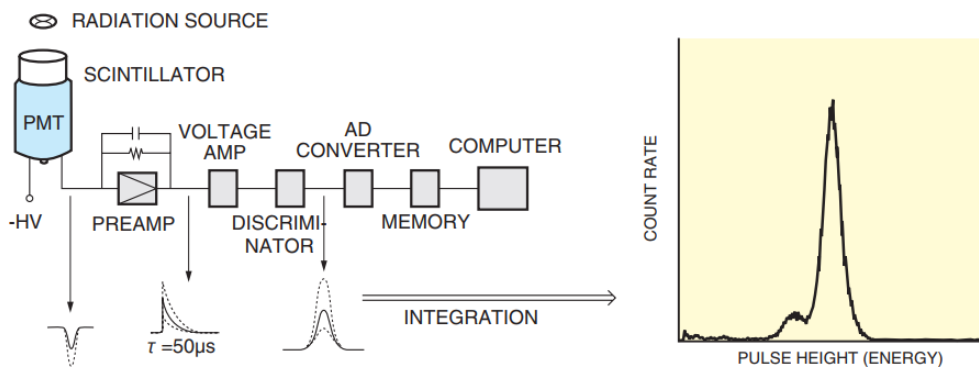 RADIATION SOURCE
SCINTILLATOR
PMT
-HV
PREAMP
VOLTAGE
AMP
DISCRIMI-
NATOR
AD
CONVERTER
MEMORY
COMPUTER
τ =50μs
INTEGRATION
COUNT RATE
PULSE HEIGHT (ENERGY)